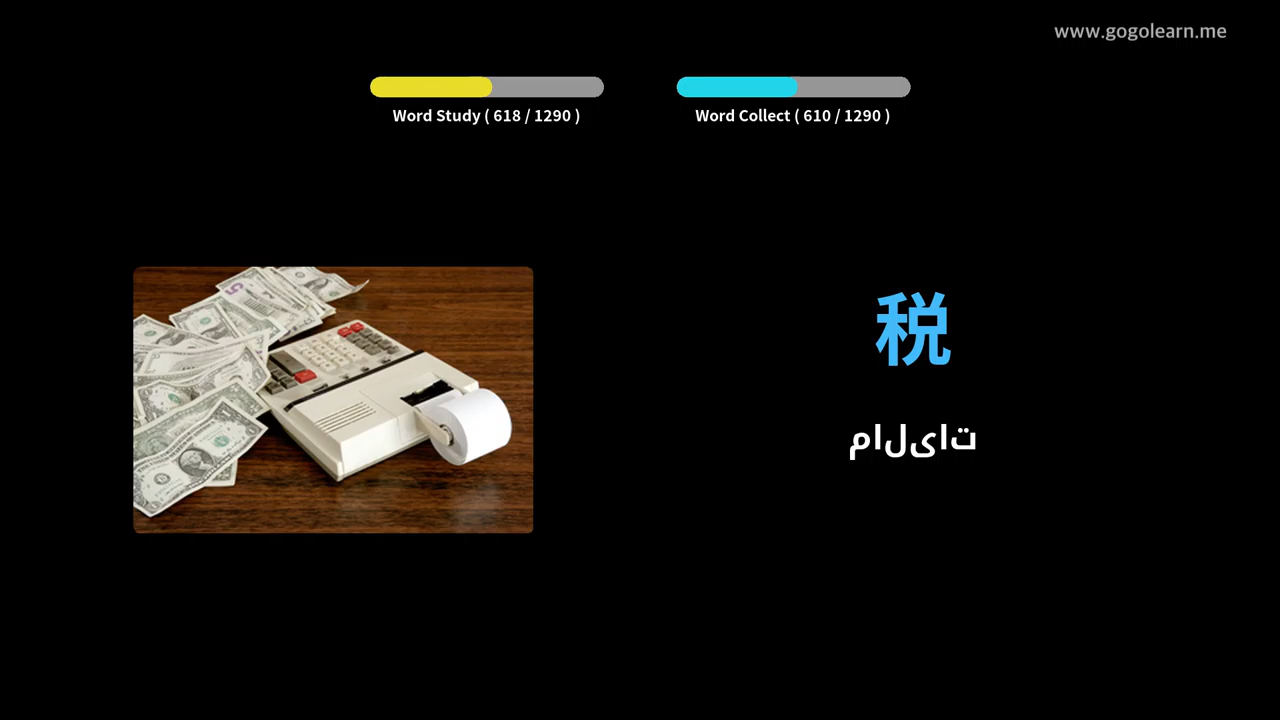 www.gogolearn.me
Word Study ( 618 / 1290 )
Word Collect ( 610 / 1290 )
税
مالیات